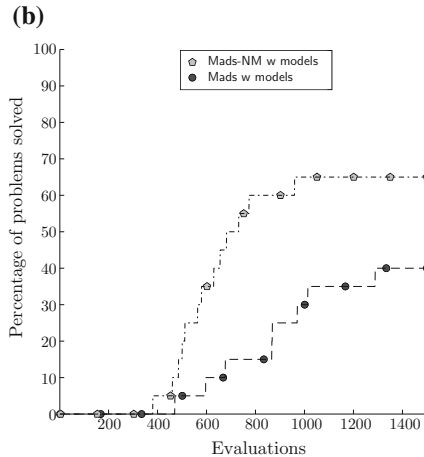 (b)
Mads-NM w models
Mads w models
Percentage of problems solved
100
90
80
70
60
50
40
30
20
10
0
200 400 600 800 1000 1200 1400
Evaluations